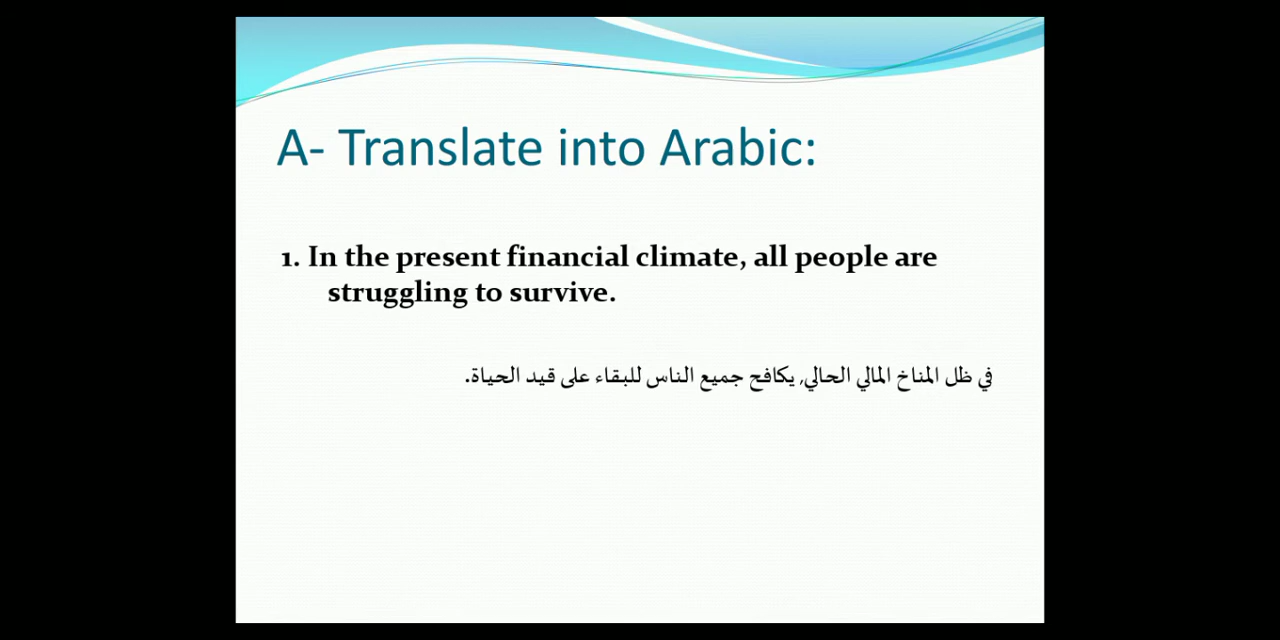 A- Translate into Arabic:
1. In the present financial climate, all people are
struggling to survive.
في ظل المناخ المالي الحالي, يكافح جميع الناس للبقاء على قيد الحياة.